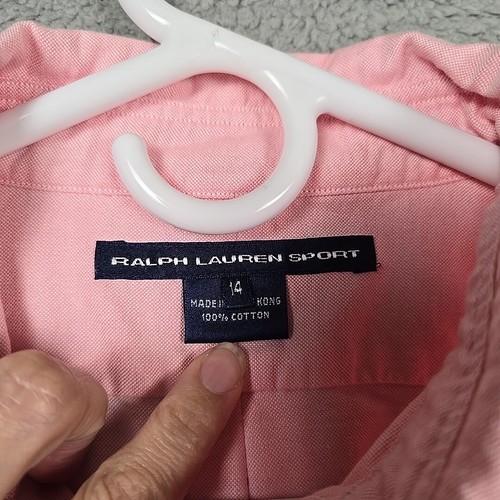 RALPH LAUREN SPORT
14
MADE KONG
100% COTTON